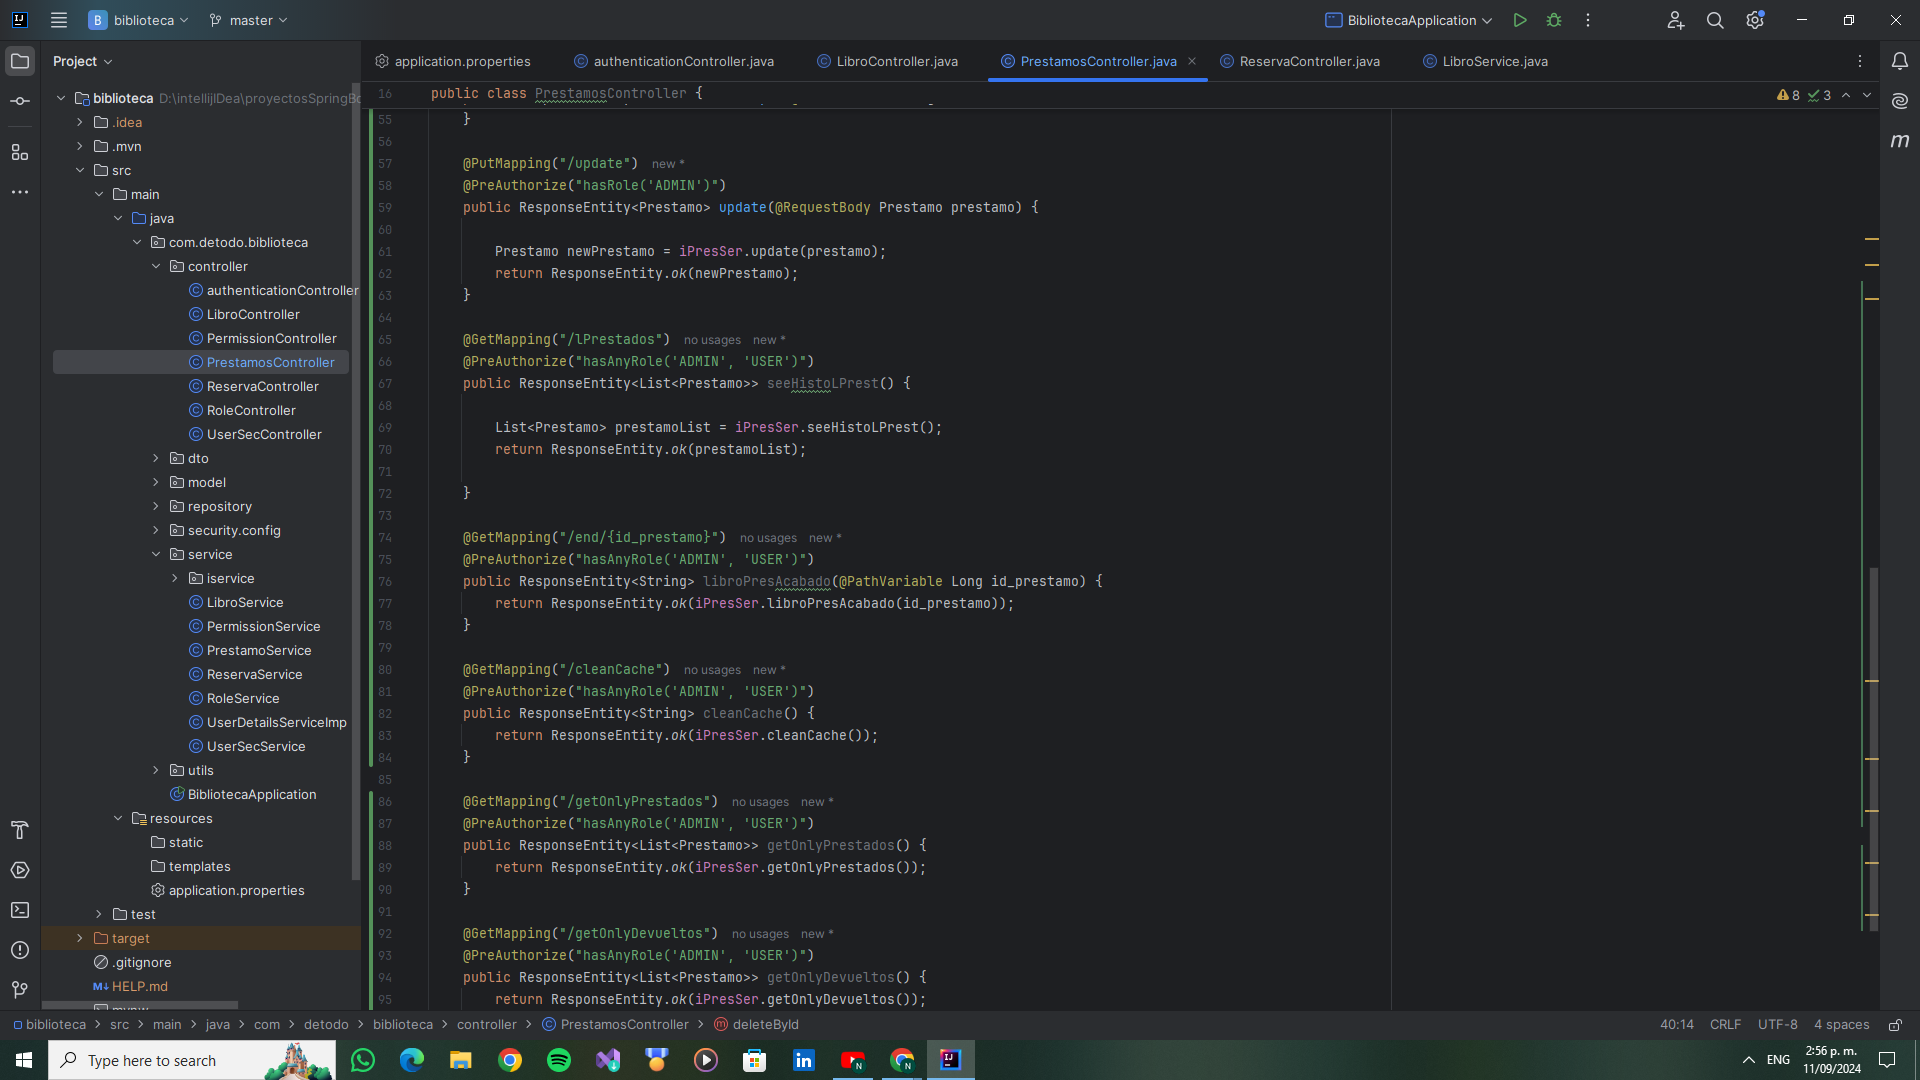 B biblioteca master BibliotecaApplication
Project
application.properties authenticationController.java LibroController.java PrestamosController.java ReservaController.java LibroService.java
biblioteca D:\intellijIDea\proyectosSpringBo
.idea
.mvn
src
main
java
com.detodo.biblioteca
controller
authenticationController
LibroController
PermissionController
PrestamosController
ReservaController
RoleController
UserSecController
dto
model
repository
security.config
service
iservice
LibroService
PermissionService
PrestamoService
ReservaService
RoleService
UserDetailsServiceImp
UserSecService
utils
BibliotecaApplication
resources
static
templates
application.properties
test
target
.gitignore
M↓ HELP.md
mvnw
16 public class PrestamosController {
8 3
55 }
56
57 @PutMapping("/update") new *
58 @PreAuthorize("hasRole('ADMIN')")
59 public ResponseEntity<Prestamo> update(@RequestBody Prestamo prestamo) {
60
61 Prestamo newPrestamo = iPresSer.update(prestamo);
62 return ResponseEntity.ok(newPrestamo);
63 }
64
65 @GetMapping("/lPrestados") no usages new *
66 @PreAuthorize("hasAnyRole('ADMIN', 'USER')")
67 public ResponseEntity<List<Prestamo>> seeHistoLPrest() {
68
69 List<Prestamo> prestamoList = iPresSer.seeHistoLPrest();
70 return ResponseEntity.ok(prestamoList);
71
72 }
73
74 @GetMapping("/end/{id_prestamo}") no usages new *
75 @PreAuthorize("hasAnyRole('ADMIN', 'USER')")
76 public ResponseEntity<String> libroPresAcabado(@PathVariable Long id_prestamo) {
77 return ResponseEntity.ok(iPresSer.libroPresAcabado(id_prestamo));
78 }
79
80 @GetMapping("/cleanCache") no usages new *
81 @PreAuthorize("hasAnyRole('ADMIN', 'USER')")
82 public ResponseEntity<String> cleanCache() {
83 return ResponseEntity.ok(iPresSer.cleanCache());
84 }
85
86 @GetMapping("/getOnlyPrestados") no usages new *
87 @PreAuthorize("hasAnyRole('ADMIN', 'USER')")
88 public ResponseEntity<List<Prestamo>> getOnlyPrestados() {
89 return ResponseEntity.ok(iPresSer.getOnlyPrestados());
90 }
91
92 @GetMapping("/getOnlyDevueltos") no usages new *
93 @PreAuthorize("hasAnyRole('ADMIN', 'USER')")
94 public ResponseEntity<List<Prestamo>> getOnlyDevueltos() {
95 return ResponseEntity.ok(iPresSer.getOnlyDevueltos());
biblioteca > src > main > java > com > detodo > biblioteca > controller > PrestamosController > deleteById 40:14 CRLF UTF-8 4 spaces
Type here to search
ENG
2:56 p. m.
11/09/2024